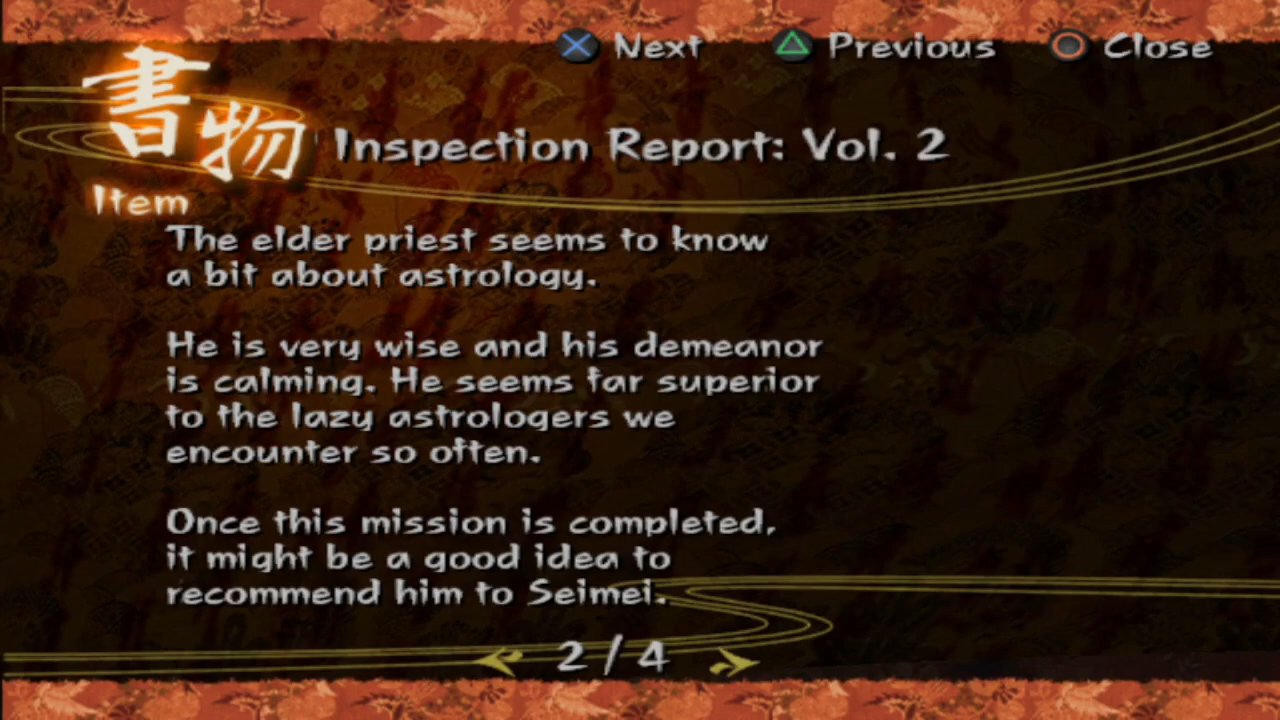 Next Previous Close
書物
Inspection Report: Vol. 2
Item
The elder priest seems to know
a bit about astrology.
He is very wise and his demeanor
is calming. He seems far superior
to the lazy astrologers we
encounter so often.
Once this mission is completed,
it might be a good idea to
recommend him to Seimei.
2/4